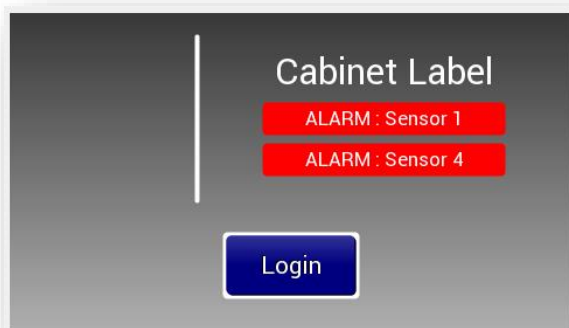 Cabinet Label
ALARM : Sensor 1
ALARM : Sensor 4
Login